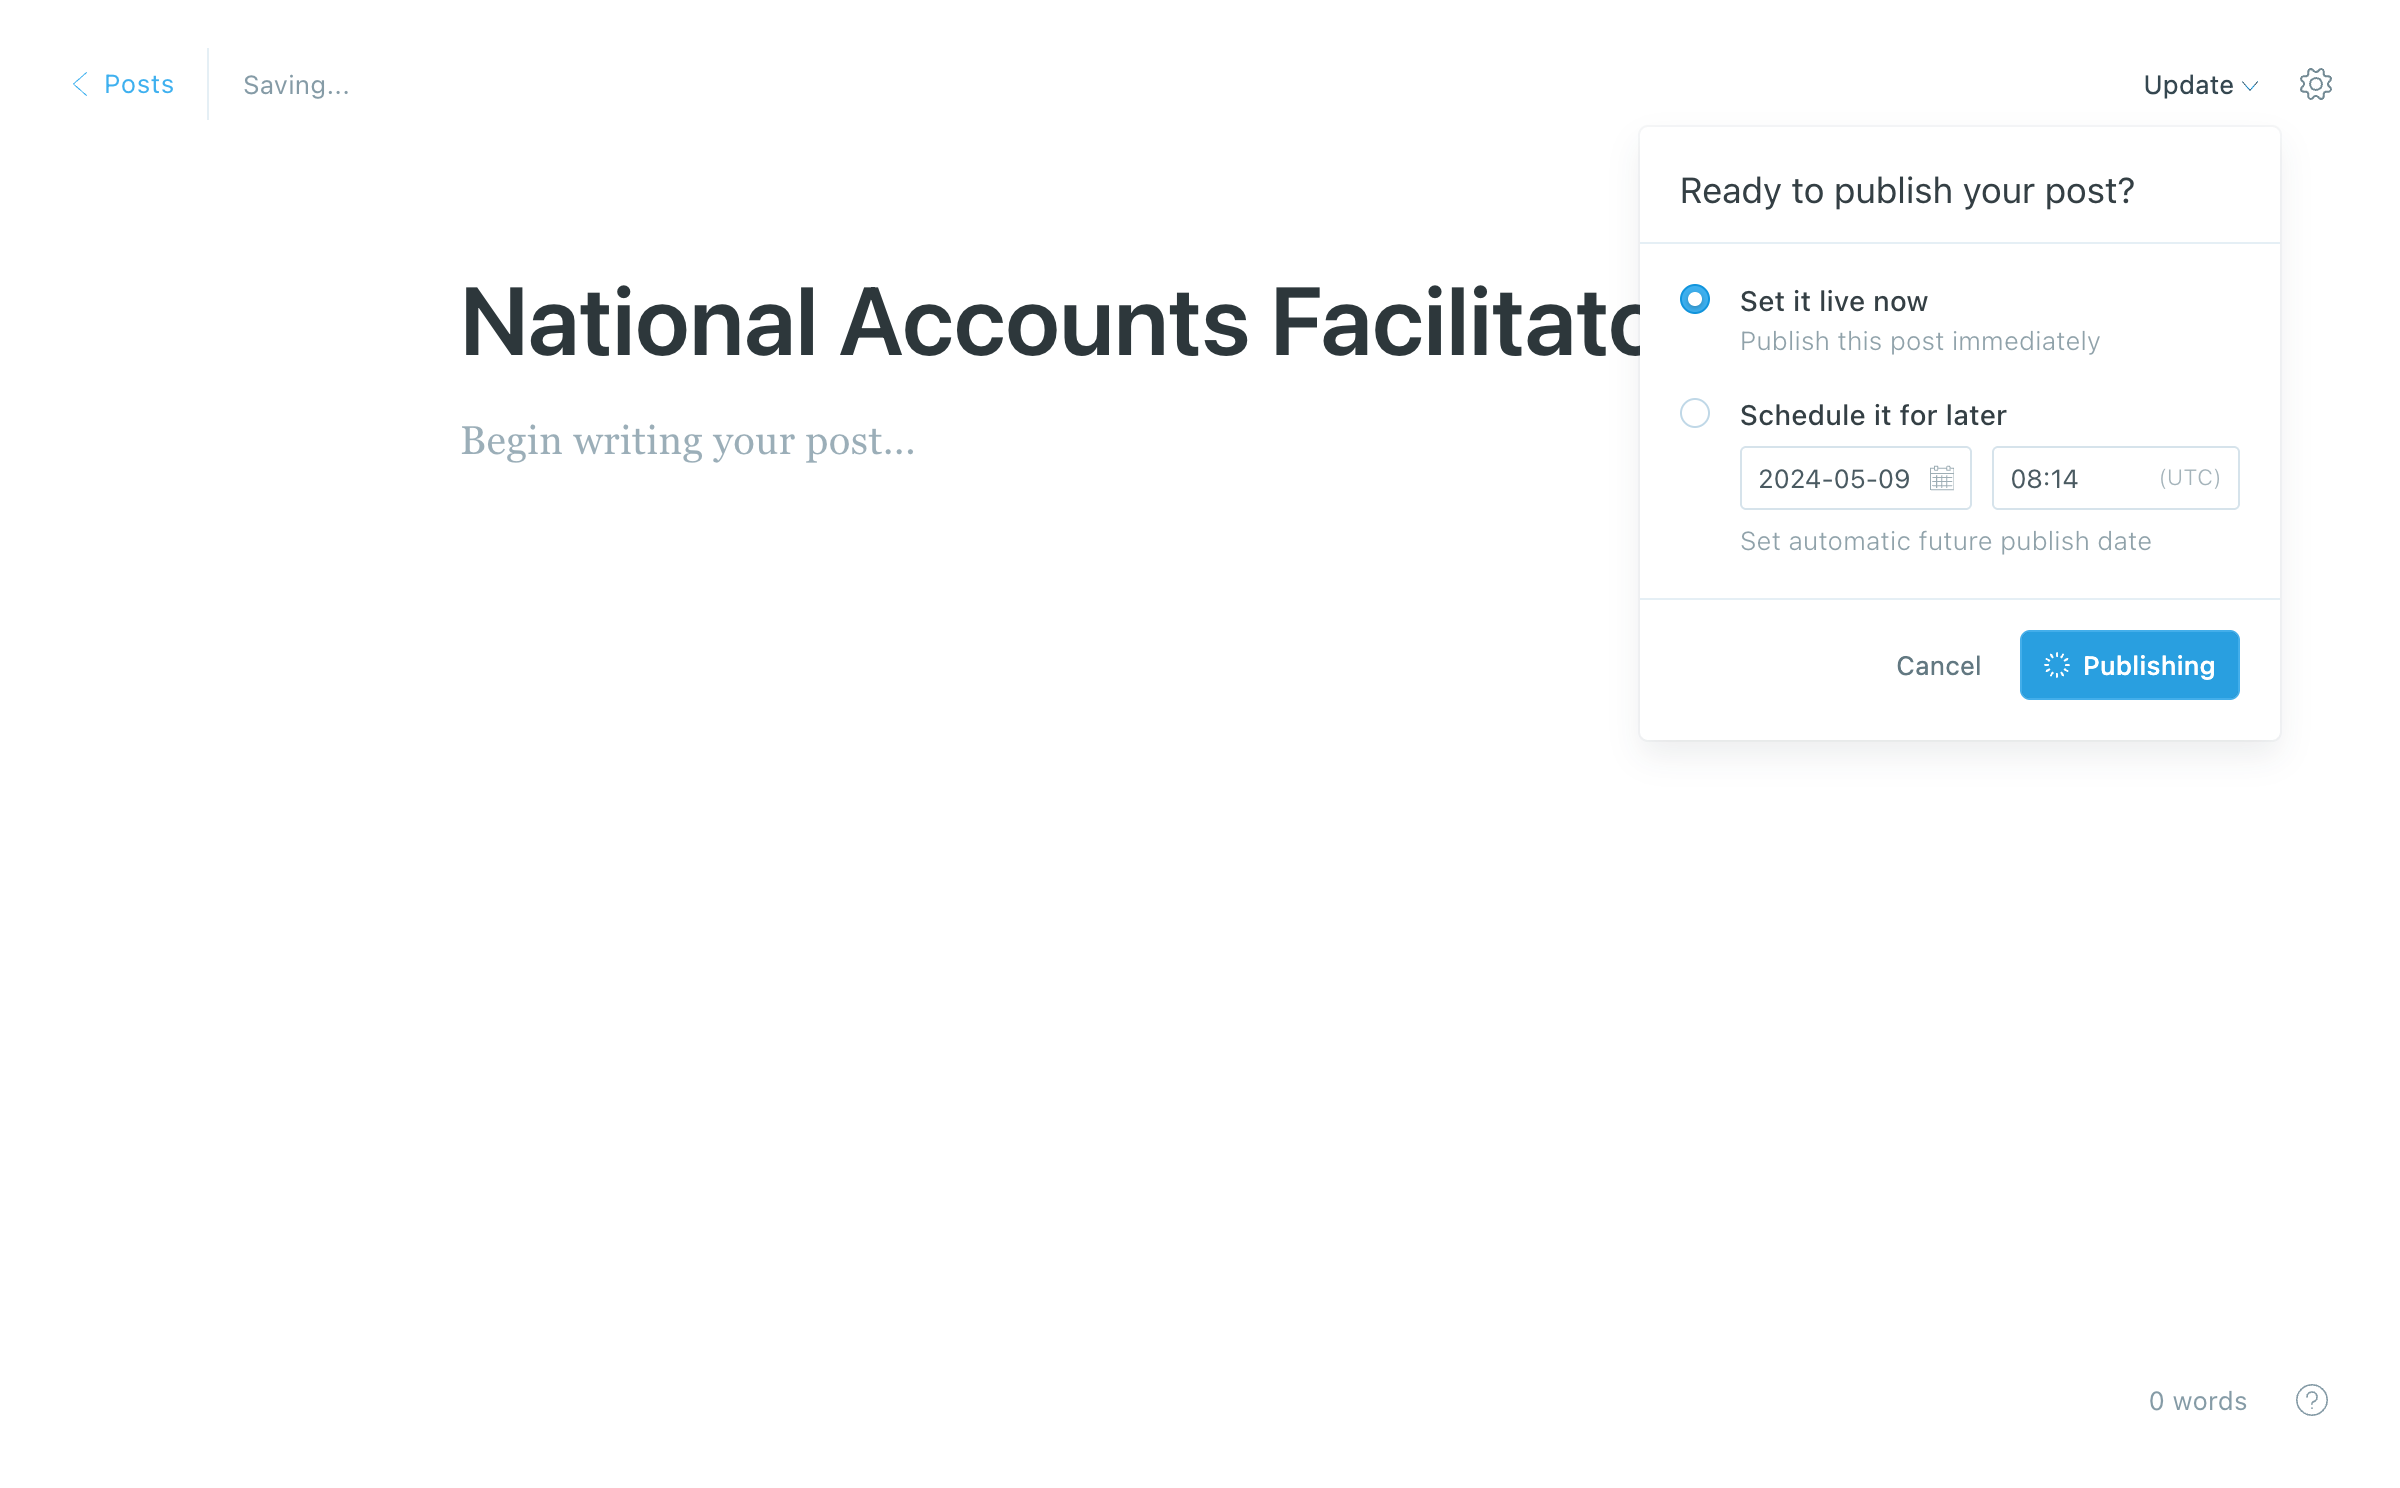 Posts
Saving...
Update
Ready to publish your post?
National Accounts
Set it live now
Publish this post immediately
Schedule it for later
Begin writing your post...
2024-05-09
08:14 (UTC)
Set automatic future publish date
Cancel
Publishing
0 words
?